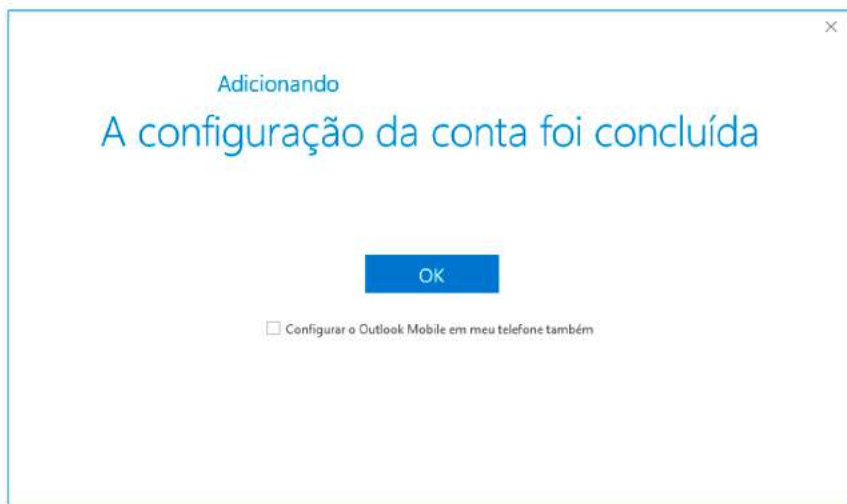 Adicionando
A configuração da conta foi concluída
OK
Configurar o Outlook Mobile em meu telefone também